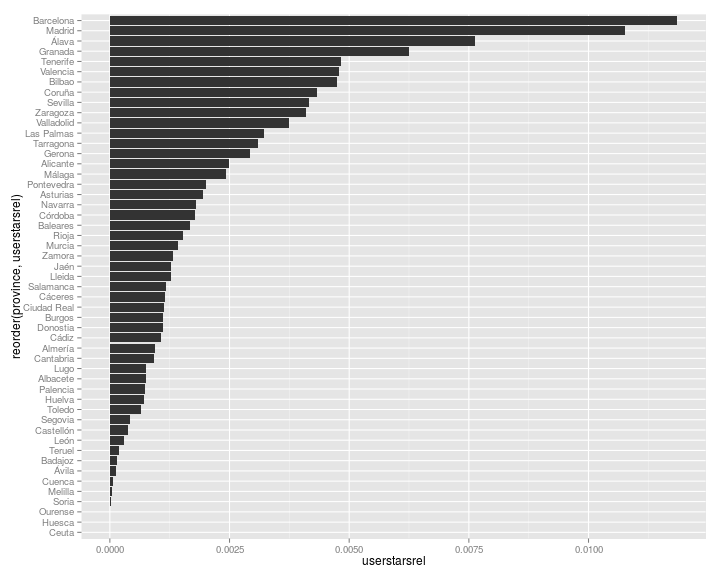 reorder(province, userstarsrel)
Barcelona
Madrid
Álava
Granada
Tenerife
Valencia
Bilbao
Coruña
Sevilla
Zaragoza
Valladolid
Las Palmas
Tarragona
Gerona
Alicante
Málaga
Pontevedra
Asturias
Navarra
Córdoba
Baleares
Rioja
Murcia
Zamora
Jaén
Lleida
Salamanca
Cáceres
Ciudad Real
Burgos
Donostia
Cádiz
Almería
Cantabria
Lugo
Albacete
Palencia
Huelva
Toledo
Segovia
Castellón
León
Teruel
Badajoz
Ávila
Cuenca
Melilla
Soria
Ourense
Huesca
Ceuta
0.0000 0.0025 0.0050 0.0075 0.0100
userstarsrel